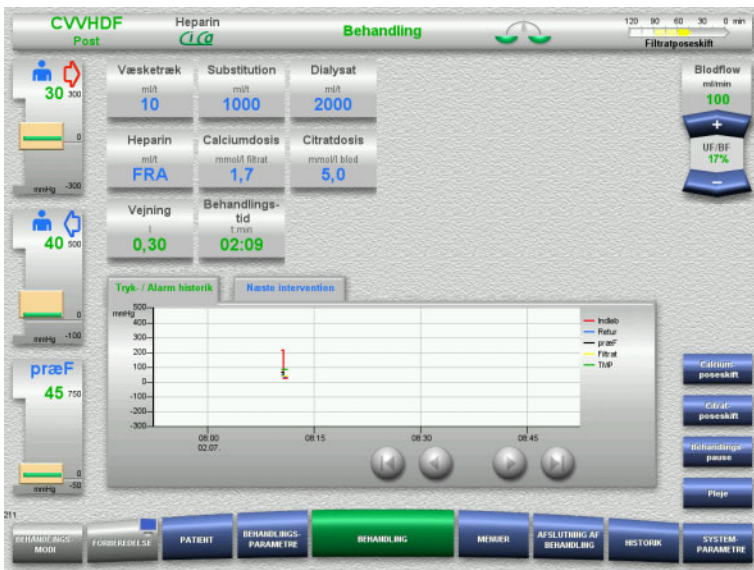 CVVHDF
Post
Heparin
CiCa
Behandling
120 90 60 30 0 min
Filtratposeskift
30 300
0
mmHg -300
40 500
0
mmHg -100
præF
45 750
0
mmHg -50
Væsketræk
ml/t
10
Substitution
ml/t
1000
Dialysat
ml/t
2000
Heparin
ml/t
FRA
Calciumdosis
mmol/l filtrat
1,7
Citratdosis
mmol/l blod
5,0
Vejning
l
0,30
Behandlings-
tid
t:min
02:09
Blodflow
ml/min
100
+
UF/BF
17%
−
Tryk- / Alarm historik
Næste intervention
mmHg
500
400
300
200
100
0
-100
-200
-300
08:00
02.07.
08:15
08:30
08:45
Indløb
Retur
præF
Filtrat
TMP
Calcium-
poseskift
Citrat-
poseskift
Behandlings-
pause
Pleje
211
BEHANDLINGS-
MODI
FORBEREDELSE
PATIENT
BEHANDLINGS-
PARAMETRE
BEHANDLING
MENUER
AFSLUTNING AF
BEHANDLING
HISTORIK
SYSTEM-
PARAMETRE